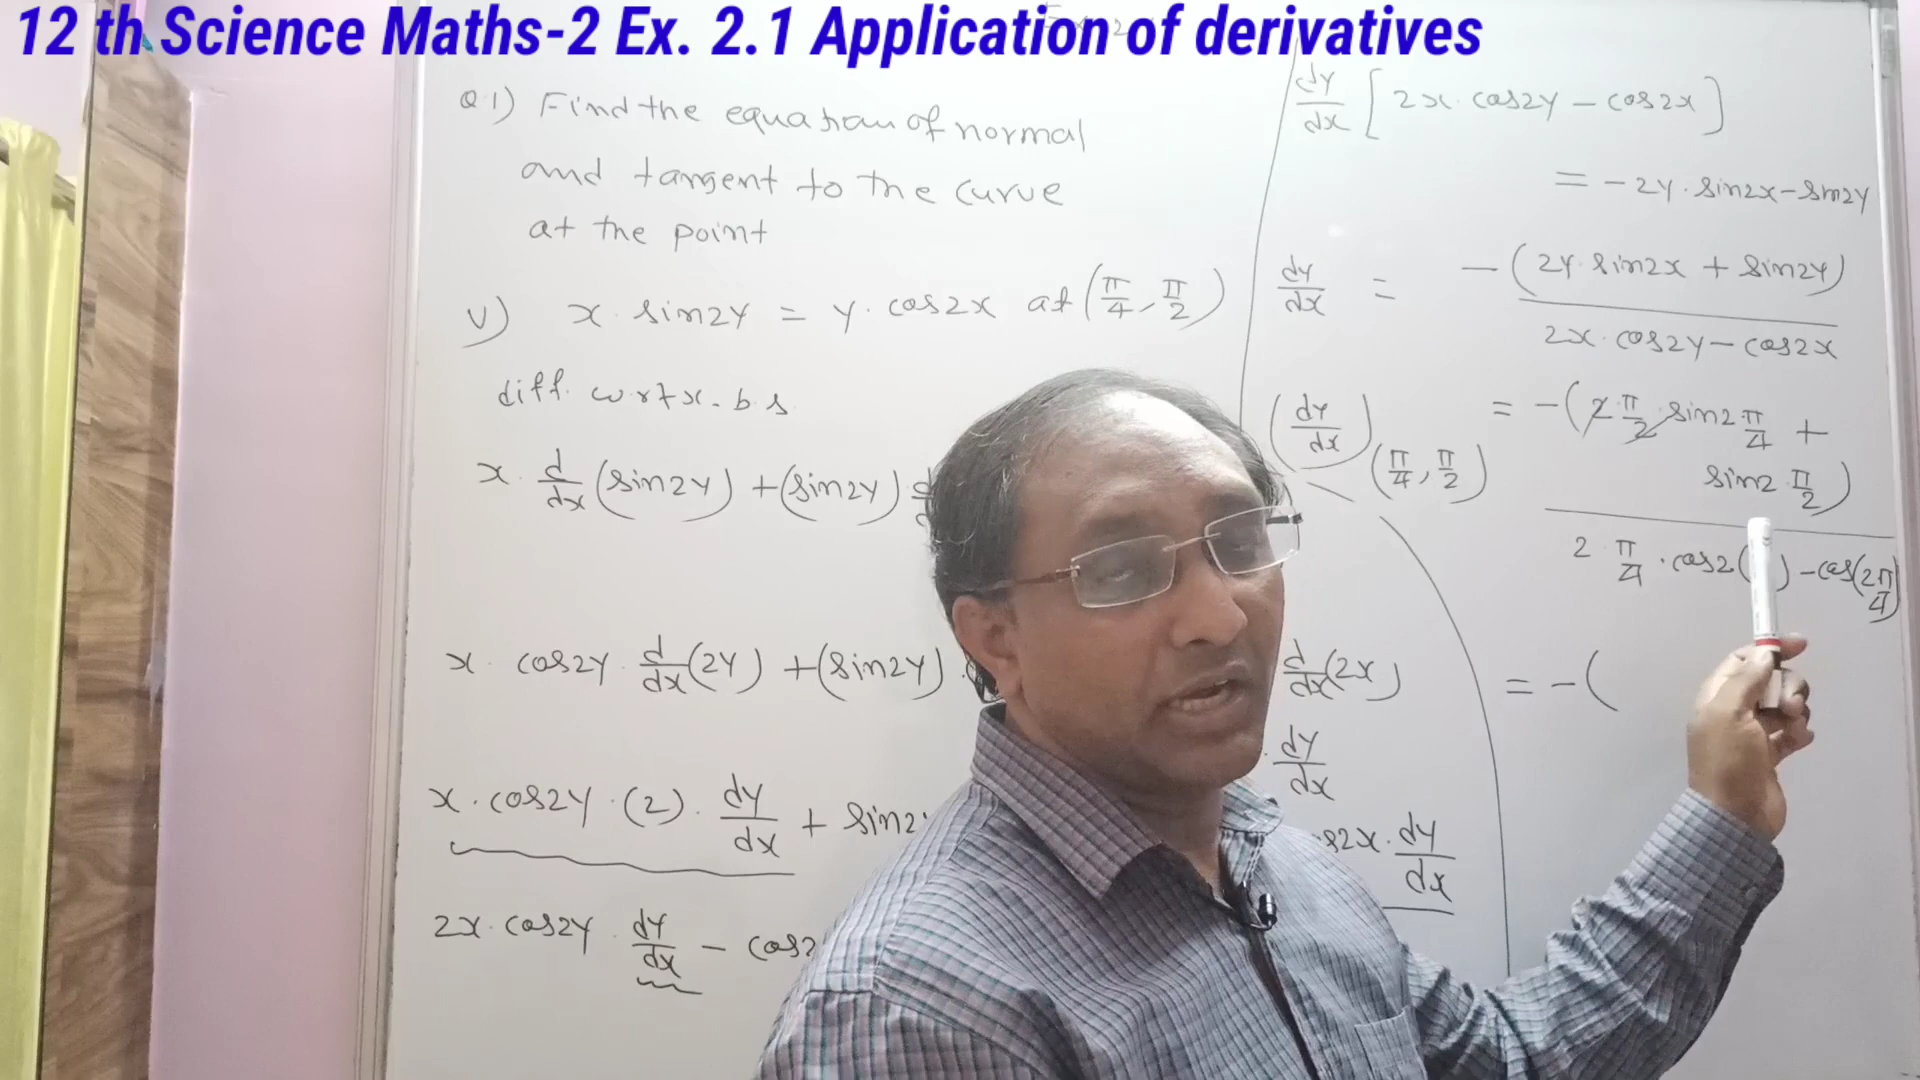 12 th Science Maths-2 Ex. 2.1 Application of derivatives
Q.1) Find the equation of normal
and tangent to the curve
at the point
v) x sin2y = y. cos2x at (π/4, π/2)
diff. w.r.t x. b.s.
x. d/dx (sin2y) + (sin2y)
x. cos2y. d/dx(2y) + (sin2y).
x. cos2y. (2). dy/dx + sin2
2x. cos2y. dy/dx - cos2
d/dx(2x)
dy/dx
s2x. dy/dx
dy/dx [2x. cos2y - cos2x]
= -2y. sin2x - sin2y
dy/dx = -(2y. sin2x + sin2y) / 2x. cos2y - cos2x
(dy/dx)(π/4, π/2) = -(2.π/2. sin2.π/4 +
sin2.π/2)
2.π/4. cos2( ) - cos(2π/4)
= -(